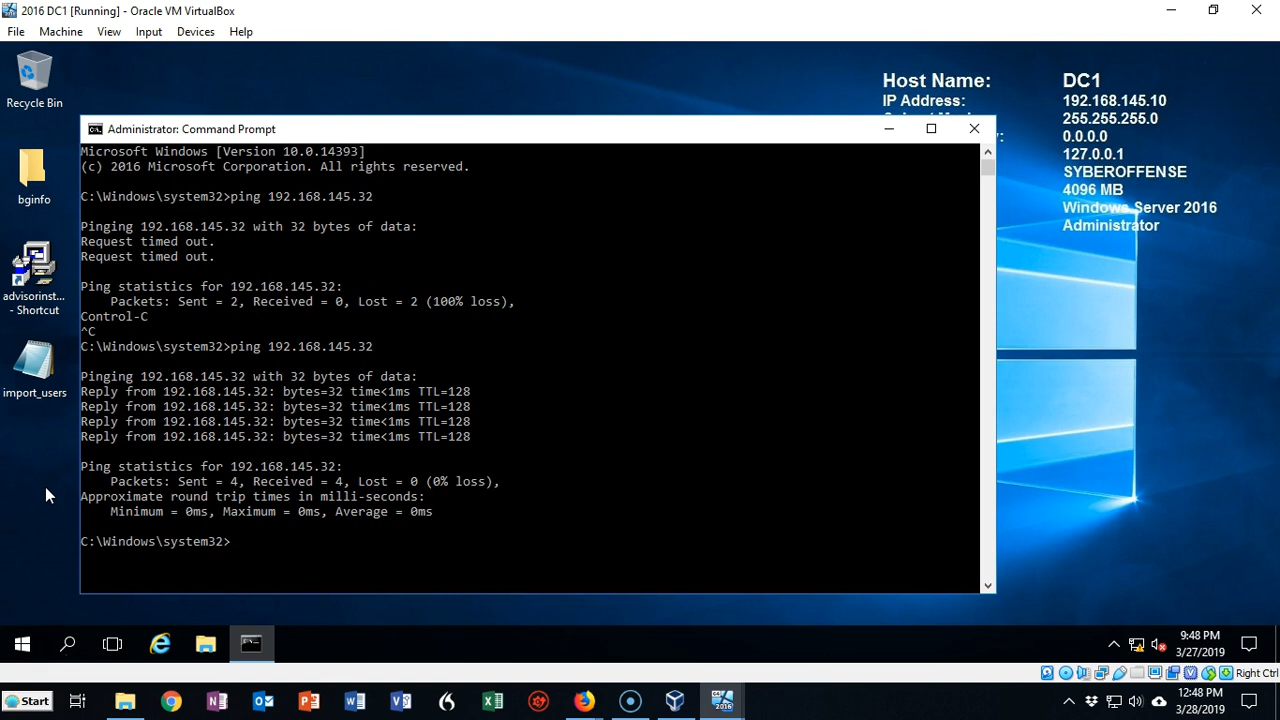 2016 DC1 [Running] - Oracle VM VirtualBox
File Machine View Input Devices Help
Recycle Bin
bginfo
advisorinst...
- Shortcut
import_users
Host Name: DC1
IP Address: 192.168.145.10
255.255.255.0
0.0.0.0
127.0.0.1
SYBEROFFENSE
4096 MB
Windows Server 2016
Administrator
Administrator: Command Prompt
Microsoft Windows [Version 10.0.14393]
(c) 2016 Microsoft Corporation. All rights reserved.
C:\Windows\system32>ping 192.168.145.32
Pinging 192.168.145.32 with 32 bytes of data:
Request timed out.
Request timed out.
Ping statistics for 192.168.145.32:
Packets: Sent = 2, Received = 0, Lost = 2 (100% loss),
Control-C
^C
C:\Windows\system32>ping 192.168.145.32
Pinging 192.168.145.32 with 32 bytes of data:
Reply from 192.168.145.32: bytes=32 time<1ms TTL=128
Reply from 192.168.145.32: bytes=32 time<1ms TTL=128
Reply from 192.168.145.32: bytes=32 time<1ms TTL=128
Reply from 192.168.145.32: bytes=32 time<1ms TTL=128
Ping statistics for 192.168.145.32:
Packets: Sent = 4, Received = 4, Lost = 0 (0% loss),
Approximate round trip times in milli-seconds:
Minimum = 0ms, Maximum = 0ms, Average = 0ms
C:\Windows\system32>
9:48 PM
3/27/2019
Right Ctrl
Start
2016
12:48 PM
3/28/2019